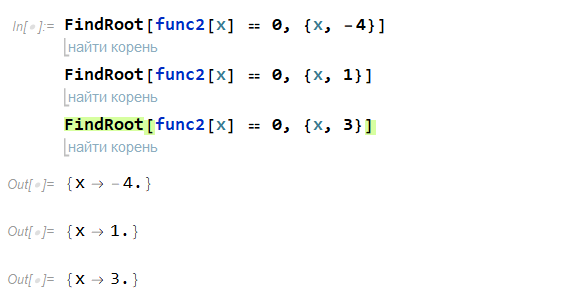 In[∘]:= FindRoot[func2[x] == 0, {x, -4}]
найти корень
FindRoot[func2[x] == 0, {x, 1}]
найти корень
FindRoot[func2[x] == 0, {x, 3}]
найти корень
Out[∘]= {x → -4.}
Out[∘]= {x → 1.}
Out[∘]= {x → 3.}